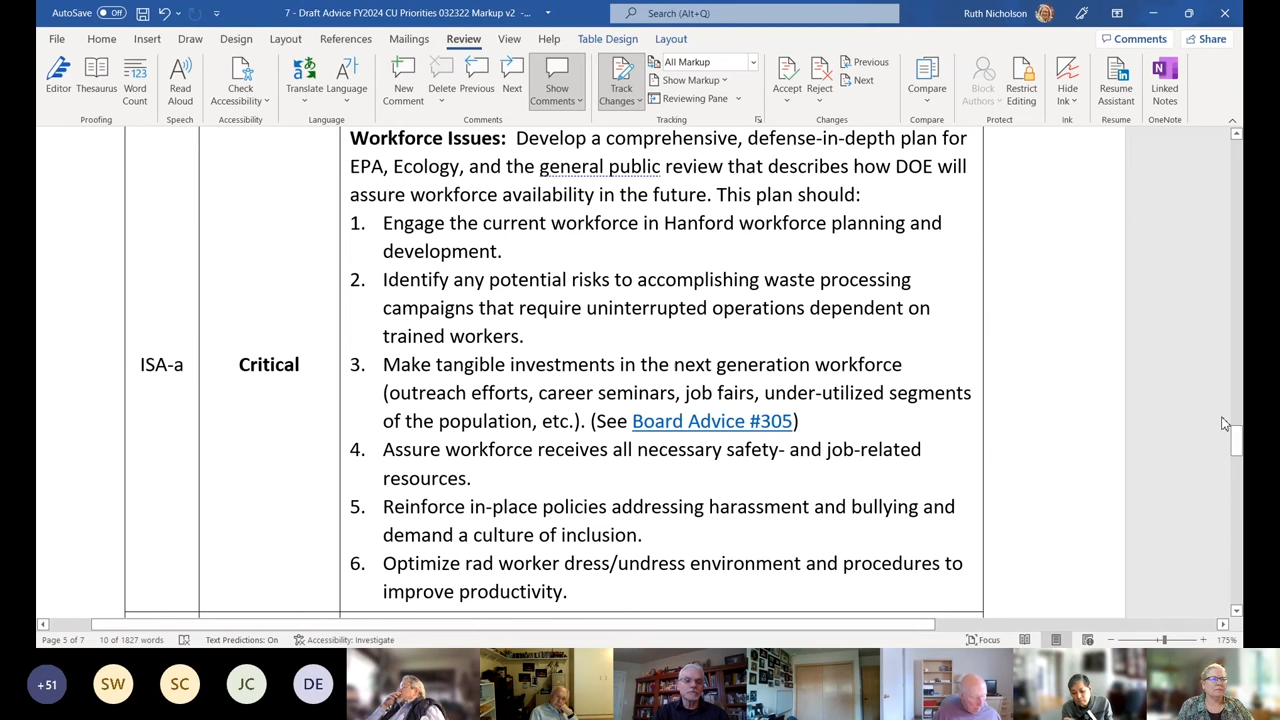 AutoSave Off 7 - Draft Advice FY2024 CU Priorities 032322 Markup v2 -... Search (Alt+Q) Ruth Nicholson
File Home Insert Draw Design Layout References Mailings Review View Help Table Design Layout Comments Share
Editor Thesaurus Word Count Read Aloud Check Accessibility Translate Language New Comment Delete Previous Next Show Comments Track Changes All Markup Show Markup Reviewing Pane Accept Reject Previous Next Compare Block Authors Restrict Editing Hide Ink Resume Assistant Linked Notes
Proofing Speech Accessibility Language Comments Tracking Changes Compare Protect Ink Resume OneNote
Workforce Issues: Develop a comprehensive, defense-in-depth plan for
EPA, Ecology, and the general public review that describes how DOE will
assure workforce availability in the future. This plan should:
1. Engage the current workforce in Hanford workforce planning and
development.
2. Identify any potential risks to accomplishing waste processing
campaigns that require uninterrupted operations dependent on
trained workers.
ISA-a Critical 3. Make tangible investments in the next generation workforce
(outreach efforts, career seminars, job fairs, under-utilized segments
of the population, etc.). (See Board Advice #305)
4. Assure workforce receives all necessary safety- and job-related
resources.
5. Reinforce in-place policies addressing harassment and bullying and
demand a culture of inclusion.
6. Optimize rad worker dress/undress environment and procedures to
improve productivity.
Page 5 of 7 10 of 1827 words Text Predictions: On Accessibility: Investigate Focus 175%
+51 SW SC JC DE